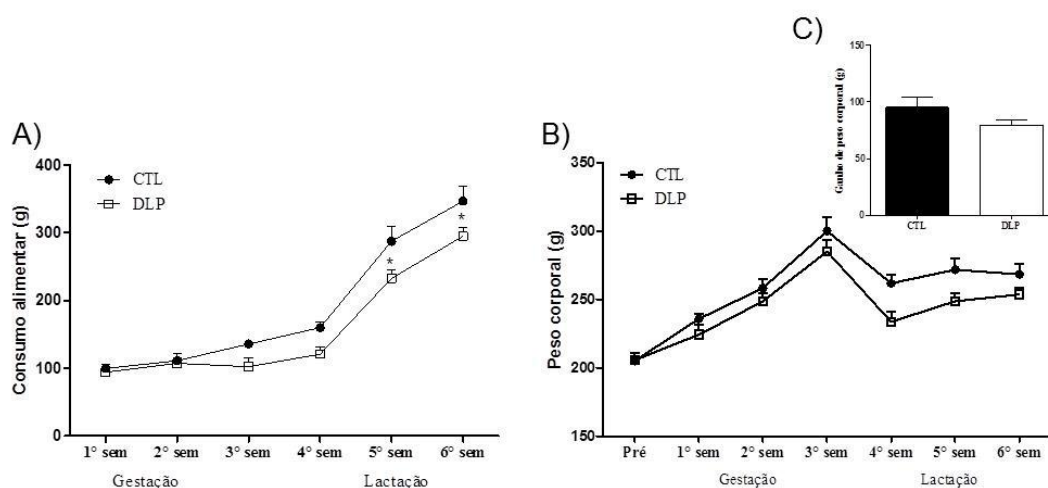 A)
Consumo alimentar (g)
400
300
200
100
0
CTL
DLP
*
*
1° sem 2° sem 3° sem 4° sem 5° sem 6° sem
Gestação Lactação
B)
Peso corporal (g)
350
300
250
200
150
CTL
DLP
Pré 1° sem 2° sem 3° sem 4° sem 5° sem 6° sem
Gestação Lactação
C)
Ganho de peso corporal (g)
150
100
50
0
CTL DLP